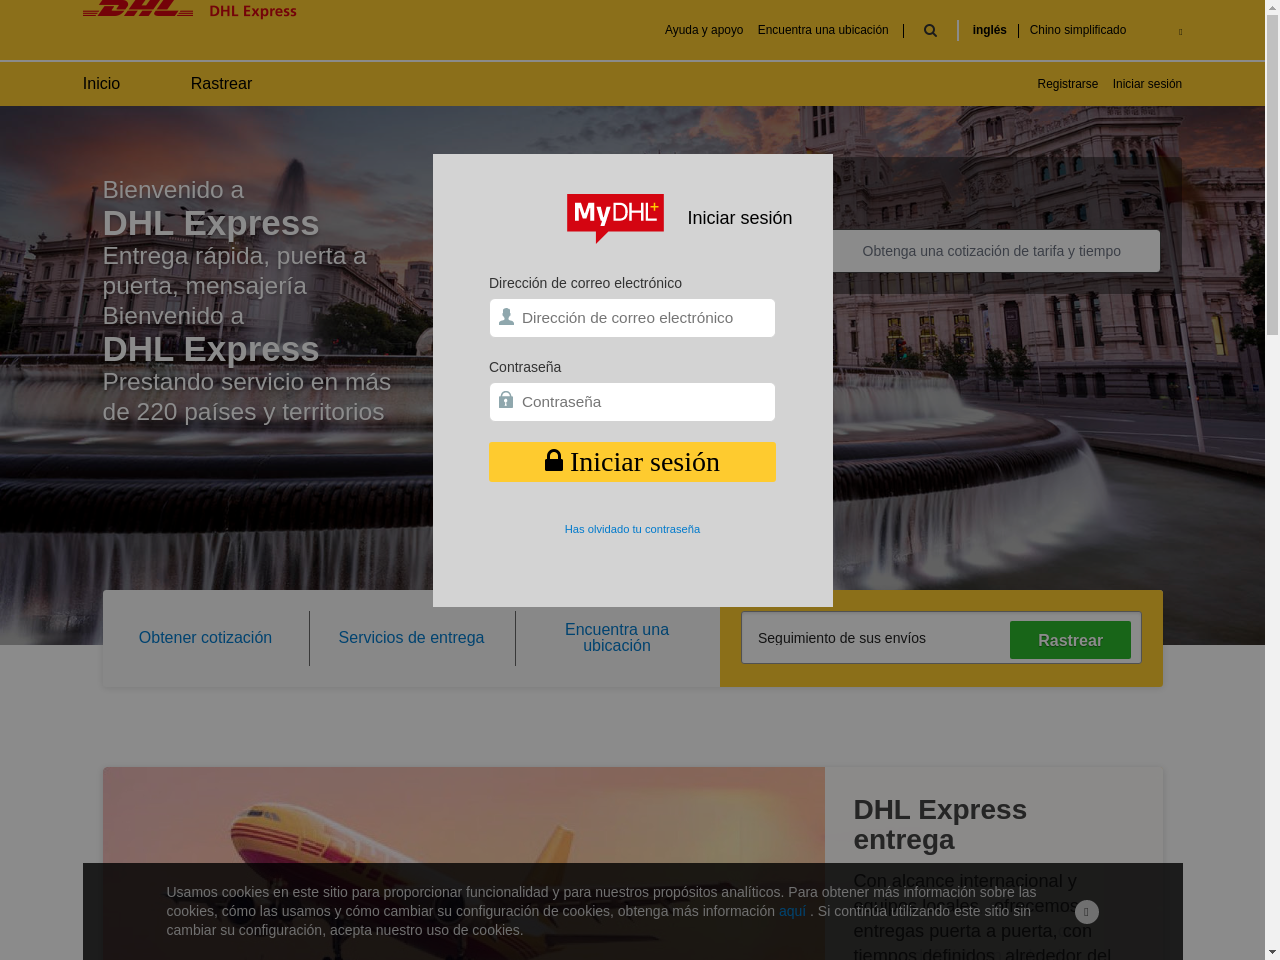 DHL DHL Express
Ayuda y apoyo Encuentra una ubicación inglés Chino simplificado
Inicio Rastrear Registrarse Iniciar sesión
Bienvenido a
DHL Express
Entrega rápida, puerta a
puerta, mensajería
Bienvenido a
DHL Express
Prestando servicio en más
de 220 países y territorios
MyDHL+ Iniciar sesión
Dirección de correo electrónico
Dirección de correo electrónico
Contraseña
Contraseña
Iniciar sesión
Has olvidado tu contraseña
Obtenga una cotización de tarifa y tiempo
Obtener cotización
Servicios de entrega
Encuentra una
ubicación
Seguimiento de sus envíos
Rastrear
DHL Express
entrega
Con alcance internacional y
equipos locales , ofrecemos
entregas puerta a puerta, con
tiempos definidos, alrededor del
Usamos cookies en este sitio para proporcionar funcionalidad y para nuestros propósitos analíticos. Para obtener más información sobre las
cookies, cómo las usamos y cómo cambiar su configuración de cookies, obtenga más información aquí . Si continúa utilizando este sitio sin
cambiar su configuración, acepta nuestro uso de cookies.